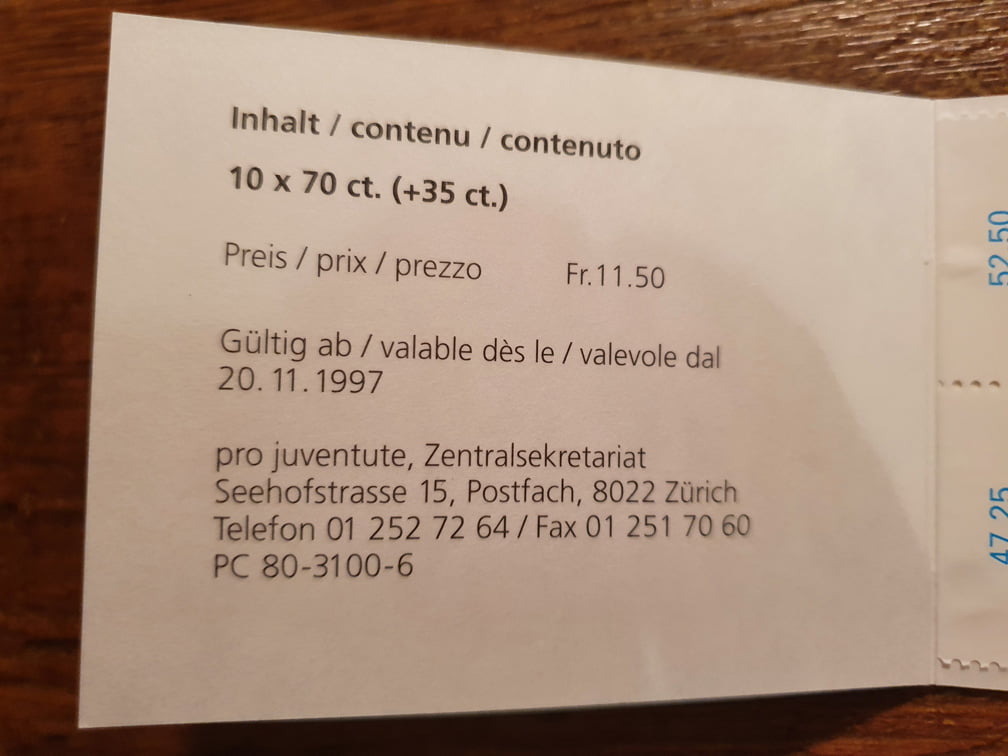 Inhalt / contenu / contenuto
10 x 70 ct. (+35 ct.)
Preis / prix / prezzo Fr.11.50
Gültig ab / valable dès le / valevole dal
20. 11. 1997
pro juventute, Zentralsekretariat
Seehofstrasse 15, Postfach, 8022 Zürich
Telefon 01 252 72 64 / Fax 01 251 70 60
PC 80-3100-6
52.50
47.25